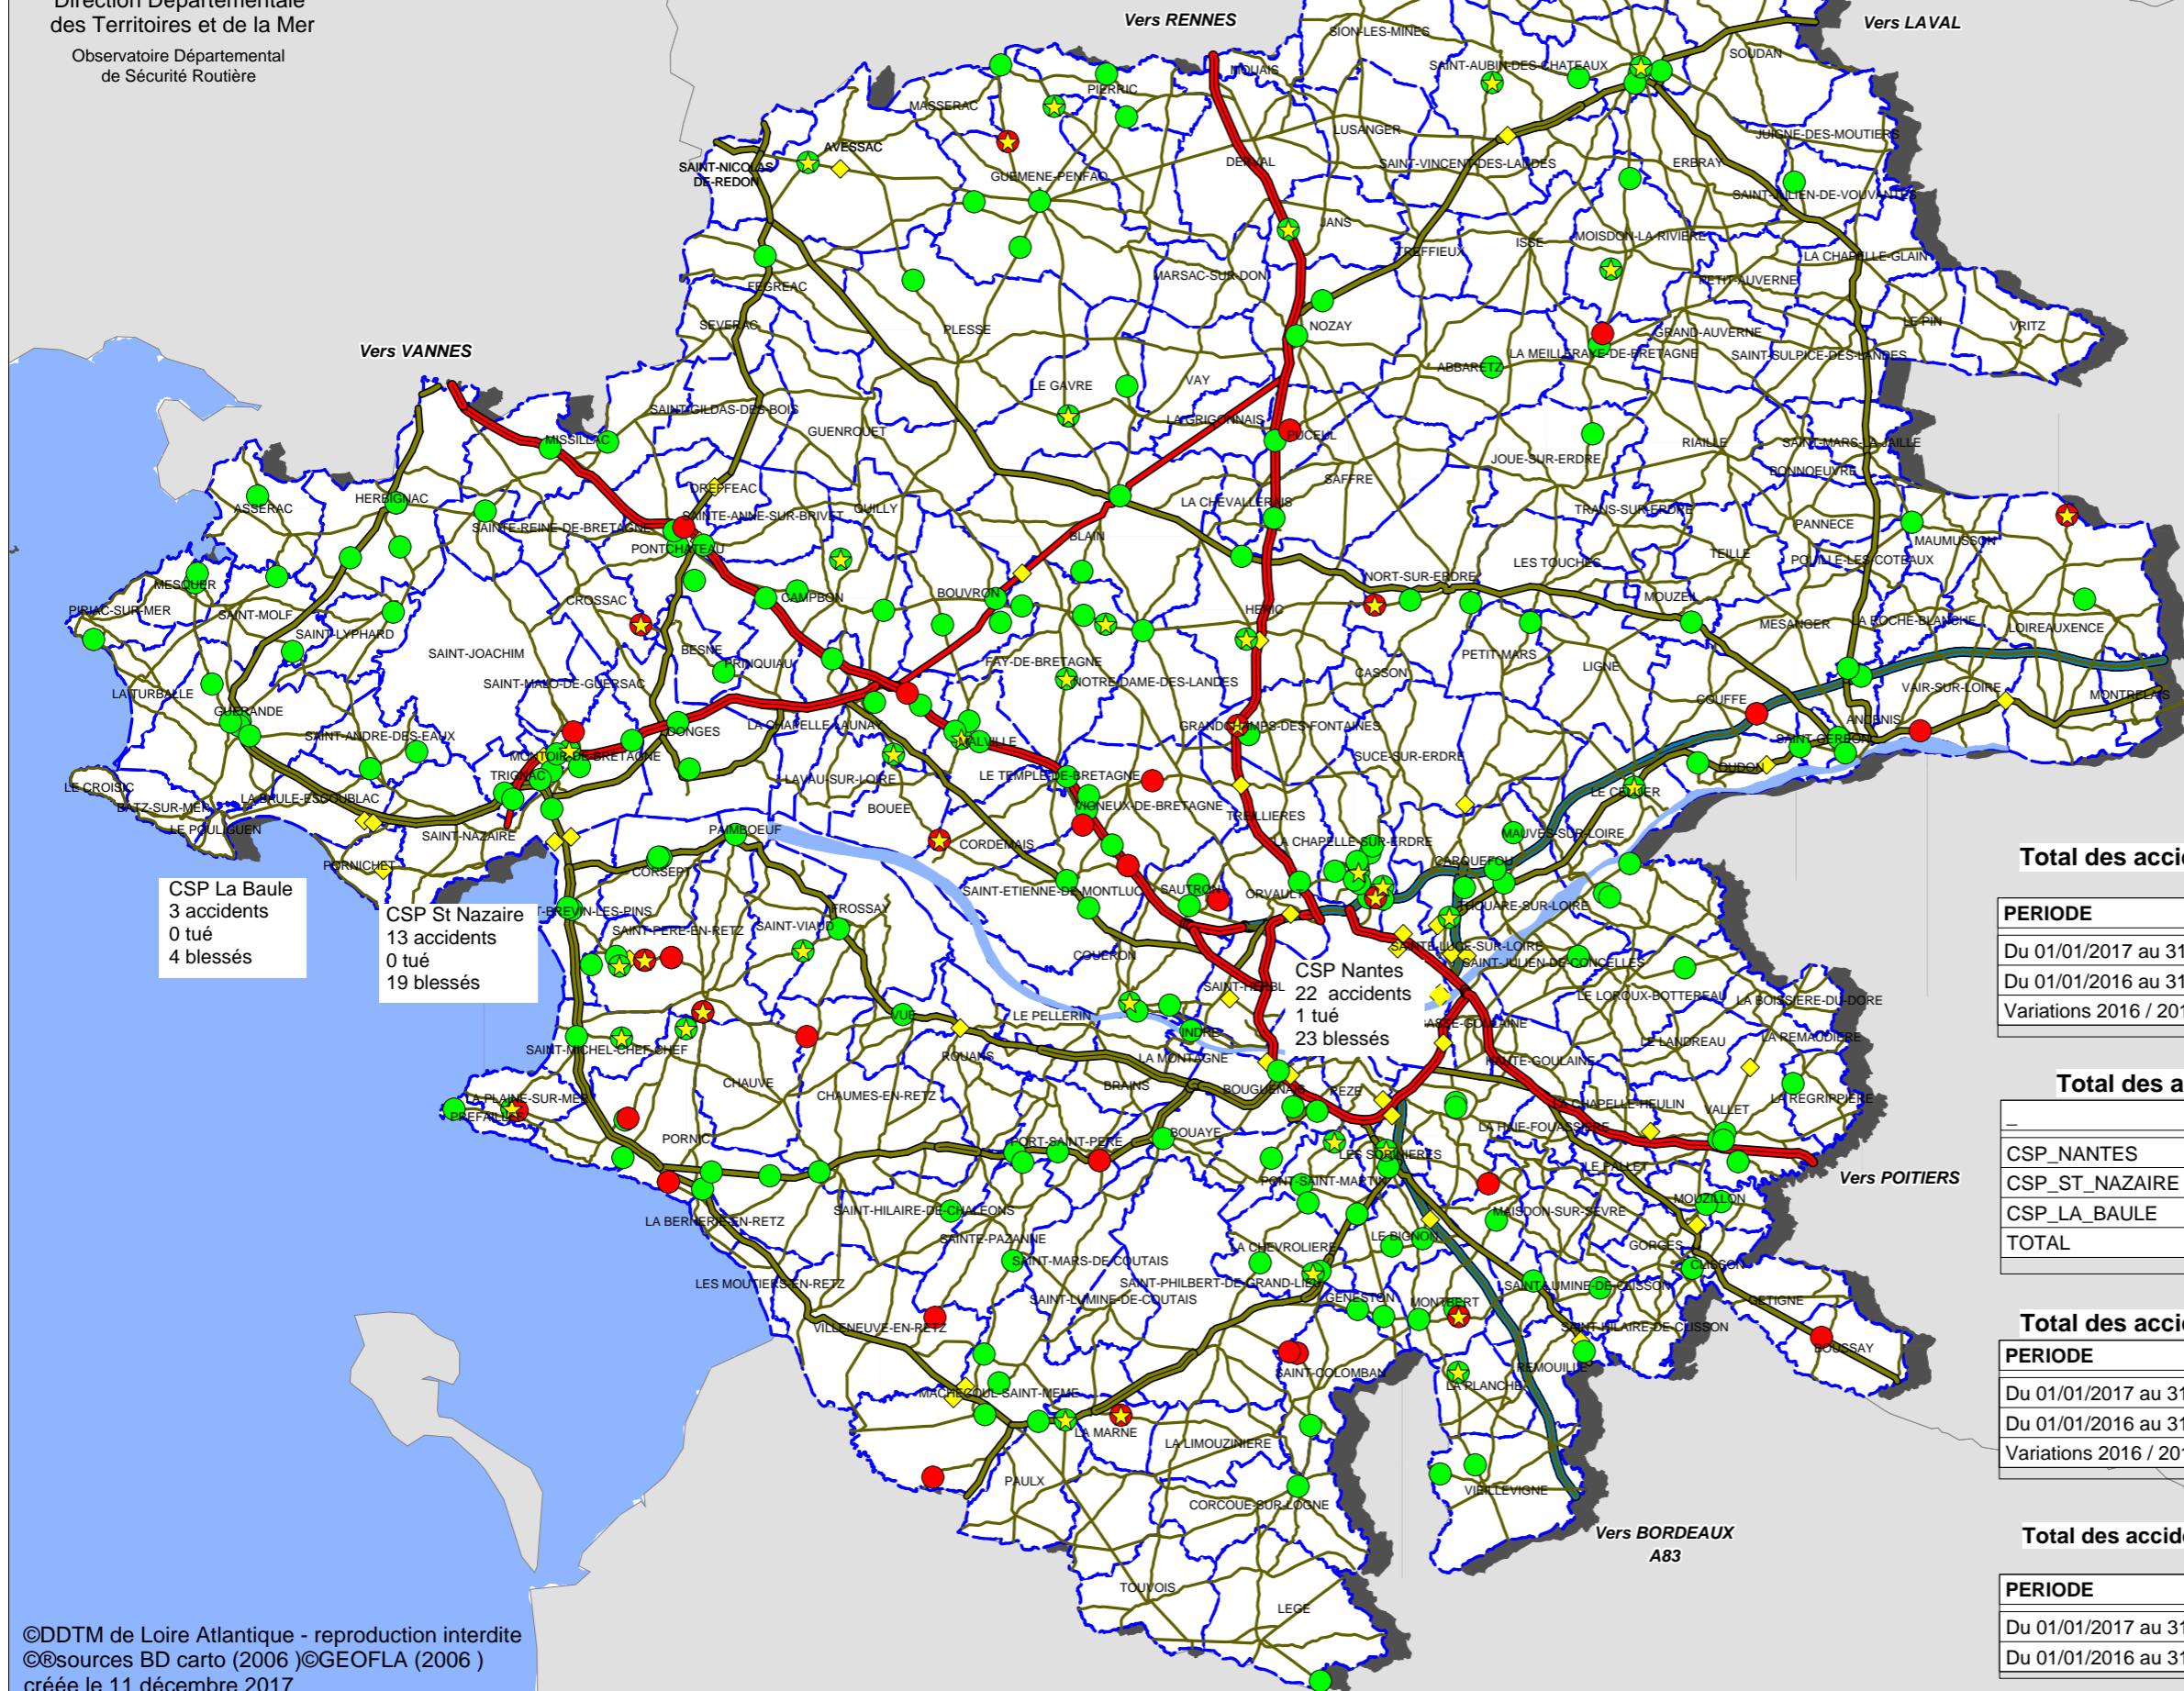 Direction Départementale
des Territoires et de la Mer
Observatoire Départemental
de Sécurité Routière
Vers RENNES
Vers LAVAL
SION-LES-MINES
SOUDAN
MOUAIS
SAINT-AUBIN-DES-CHATEAUX
PIERRIC
MASSERAC
LUSANGER
JUIGNE-DES-MOUTIERS
AVESSAC
DERVAL
SAINT-VINCENT-DES-LANDES
ERBRAY
SAINT-NICOLAS
DE-REDON
GUEMENE-PENFAO
SAINT-JULIEN-DE-VOUVANTES
JANS
ISSE
MOISDON-LA-RIVIERE
TREFFIEUX
LA CHAPELLE-GLAIN
MARSAC-SUR-DON
PETIT-AUVERNE
FEGREAC
SEVERAC
PLESSE
NOZAY
GRAND-AUVERNE
LE PIN
VRITZ
Vers VANNES
LA MEILLERAYE-DE-BRETAGNE
SAINT-SULPICE-DES-LANDES
ABBARETZ
LE GAVRE
VAY
SAINT-GILDAS-DES-BOIS
LA GRIGONNAIS
GUENROUET
PUCEUL
MISSILLAC
RIAILLE
SAINT-MARS-LA-JAILLE
JOUE-SUR-ERDRE
BONNOEUVRE
SAFFRE
DREFFEAC
HERBIGNAC
ASSERAC
LA CHEVALLERAIS
QUILLY
TRANS-SUR-ERDRE
SAINTE-ANNE-SUR-BRIVET
SAINTE-REINE-DE-BRETAGNE
PANNECE
BLAIN
MAUMUSSON
PONTCHATEAU
TEILLE
POUILLE-LES-COTEAUX
LES TOUCHES
NORT-SUR-ERDRE
MESQUER
BOUVRON
CAMPBON
CROSSAC
MOUZEIL
PIRIAC-SUR-MER
SAINT-MOLF
HERIC
MESANGER
LA ROCHE-BLANCHE
LOIREAUXENCE
SAINT-LYPHARD
SAINT-JOACHIM
BESNE
PRINQUIAU
FAY-DE-BRETAGNE
PETIT-MARS
LIGNE
CASSON
SAINT-MALO-DE-GUERSAC
NOTRE-DAME-DES-LANDES
VAIR-SUR-LOIRE
MONTRELAIS
LA TURBALLE
COUFFE
GUERANDE
LA CHAPELLE-LAUNAY
GRANDCHAMPS-DES-FONTAINES
ANCENIS
SAINT-ANDRE-DES-EAUX
DONGES
MALVILLE
SAINT-GEREON
MONTOIR-DE-BRETAGNE
SUCE-SUR-ERDRE
OUDON
TRIGNAC
LAVAU-SUR-LOIRE
LE TEMPLE-DE-BRETAGNE
LE CROISIC
LE CELLIER
LA BAULE-ESCOUBLAC
BATZ-SUR-MER
BOUEE
VIGNEUX-DE-BRETAGNE
TREILLIERES
LE POULIGUEN
SAINT-NAZAIRE
PAIMBOEUF
CORDEMAIS
LA CHAPELLE-SUR-ERDRE
MAUVES-SUR-LOIRE
CARQUEFOU
PORNICHET
CORSEPT
SAINT-ETIENNE-DE-MONTLUC
SAUTRON
ORVAULT
THOUARE-SUR-LOIRE
CSP La Baule
3 accidents
0 tué
4 blessés
CSP St Nazaire
13 accidents
0 tué
19 blessés
T-BREVIN-LES-PINS
FROSSAY
SAINT-VIAUD
SAINT-PERE-EN-RETZ
SAINTE-LUCE-SUR-LOIRE
COUERON
SAINT-JULIEN-DE-CONCELLES
SAINT-HERBL
CSP Nantes
22 accidents
1 tué
23 blessés
LE LOROUX-BOTTEREAU
LA BOISSIERE-DU-DORE
VUE
LE PELLERIN
ASSE-GOULAINE
INDRE
LE LANDREAU
LA REMAUDIERE
SAINT-MICHEL-CHEF-CHEF
ROUANS
LA MONTAGNE
HAUTE-GOULAINE
CHAUVE
BRAINS
BOUGUENAIS
REZE
CHAUMES-EN-RETZ
LA PLAINE-SUR-MER
LA CHAPELLE-HEULIN
VALLET
LA REGRIPPIERE
PREFAILLES
LA HAIE-FOUASSIERE
PORNIC
PORT-SAINT-PERE
BOUAYE
LES SORINIERES
LE PALLET
PONT-SAINT-MARTIN
Vers POITIERS
MOUZILLON
SAINT-HILAIRE-DE-CHALEONS
MAISDON-SUR-SEVRE
LA BERNERIE-EN-RETZ
SAINTE-PAZANNE
LE BIGNON
GORGES
LA CHEVROLIERE
SAINT-MARS-DE-COUTAIS
CLISSON
LES MOUTIERS-EN-RETZ
SAINT-PHILBERT-DE-GRAND-LIEU
SAINT-LUMINE-DE-CLISSON
SAINT-LUMINE-DE-COUTAIS
GENESTON
MONTBERT
GETIGNE
VILLENEUVE-EN-RETZ
SAINT-HILAIRE-DE-CLISSON
BOUSSAY
SAINT-COLOMBAN
REMOUILLE
LA PLANCHE
MACHECOUL-SAINT-MEME
LA MARNE
LA LIMOUZINIERE
PAULX
VIEILLEVIGNE
CORCOUE-SUR-LOGNE
Vers BORDEAUX
A83
TOUVOIS
LEGE
Total des accid
PERIODE
Du 01/01/2017 au 31
Du 01/01/2016 au 31
Variations 2016 / 201
Total des a
_
CSP_NANTES
CSP_ST_NAZAIRE
CSP_LA_BAULE
TOTAL
Total des accid
PERIODE
Du 01/01/2017 au 31
Du 01/01/2016 au 31
Variations 2016 / 201
Total des accid
PERIODE
Du 01/01/2017 au 31
Du 01/01/2016 au 31
©DDTM de Loire Atlantique - reproduction interdite
©®sources BD carto (2006 )©GEOFLA (2006 )
créée le 11 décembre 2017